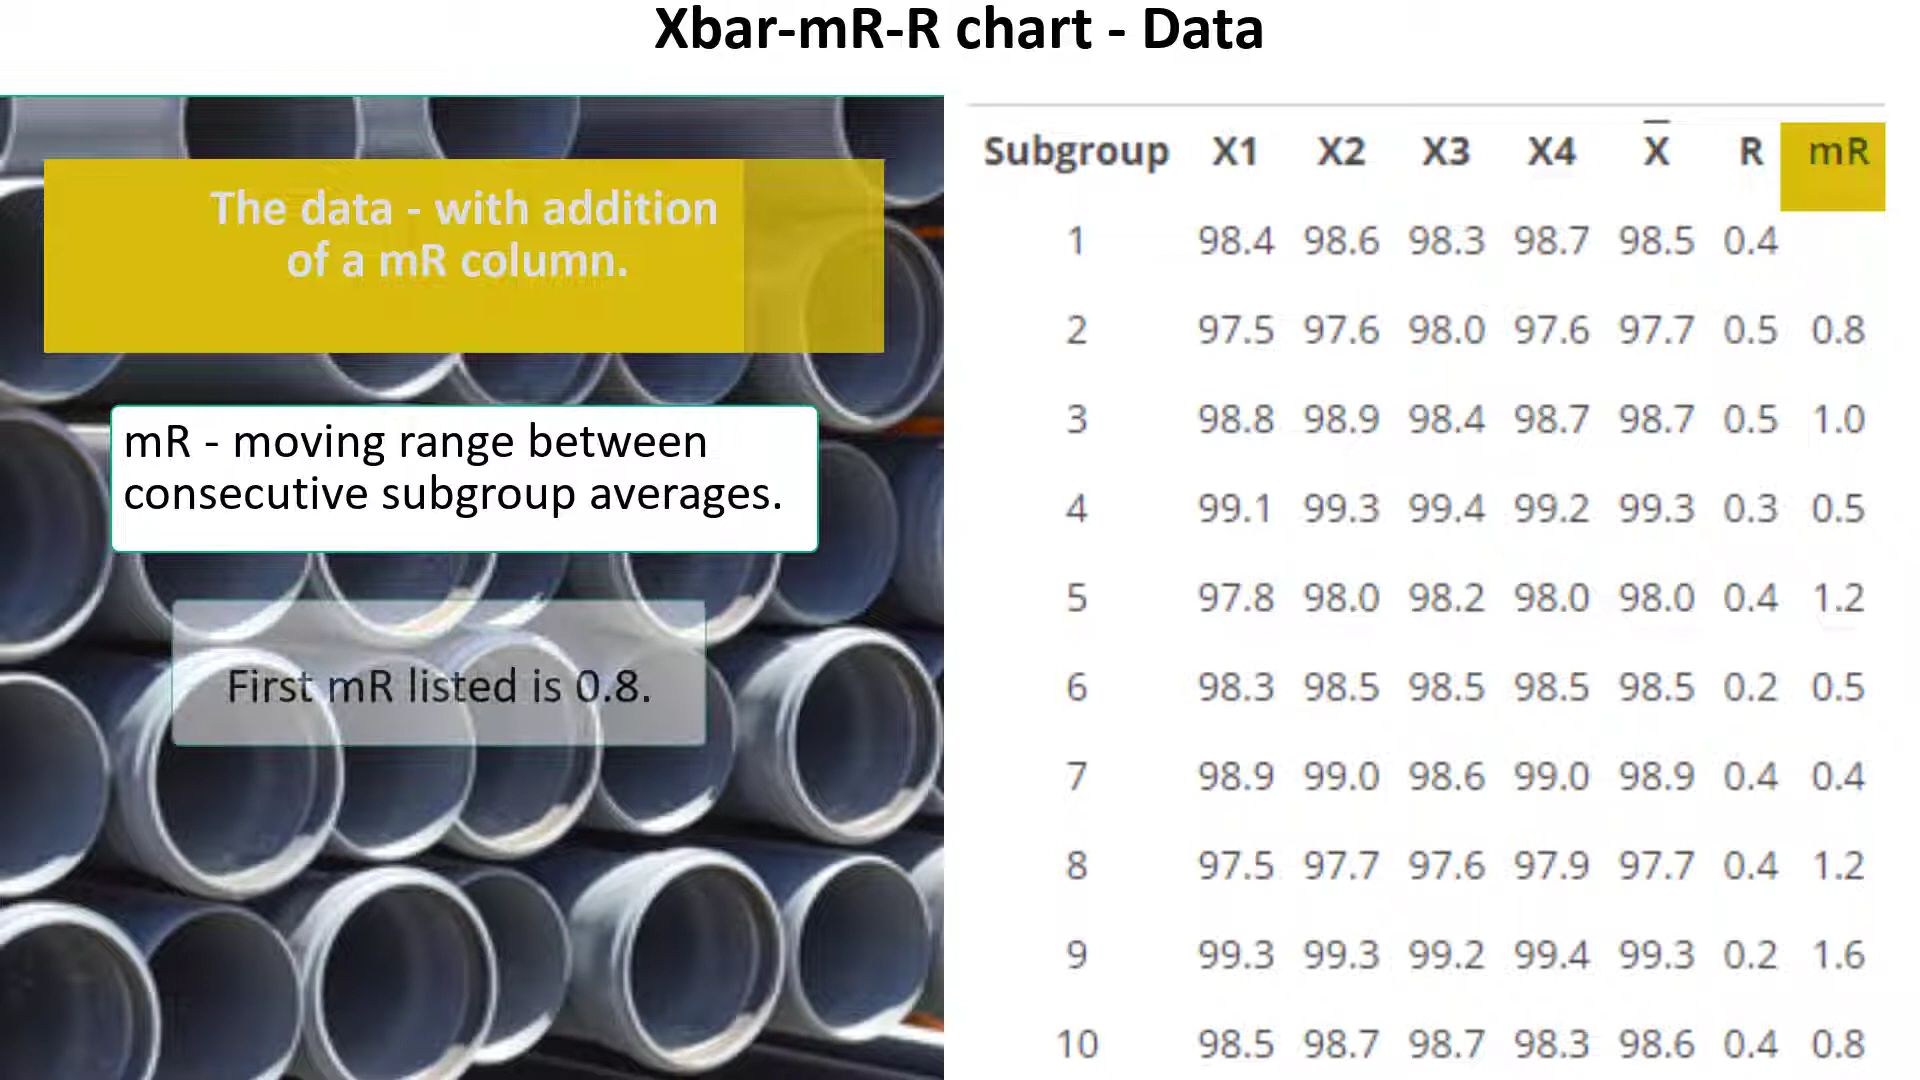 Xbar-mR-R chart - Data
The data - with addition
of a mR column.
mR - moving range between
consecutive subgroup averages.
First mR listed is 0.8.
Subgroup X1 X2 X3 X4 X̅ R mR
1 98.4 98.6 98.3 98.7 98.5 0.4
2 97.5 97.6 98.0 97.6 97.7 0.5 0.8
3 98.8 98.9 98.4 98.7 98.7 0.5 1.0
4 99.1 99.3 99.4 99.2 99.3 0.3 0.5
5 97.8 98.0 98.2 98.0 98.0 0.4 1.2
6 98.3 98.5 98.5 98.5 98.5 0.2 0.5
7 98.9 99.0 98.6 99.0 98.9 0.4 0.4
8 97.5 97.7 97.6 97.9 97.7 0.4 1.2
9 99.3 99.3 99.2 99.4 99.3 0.2 1.6
10 98.5 98.7 98.7 98.3 98.6 0.4 0.8